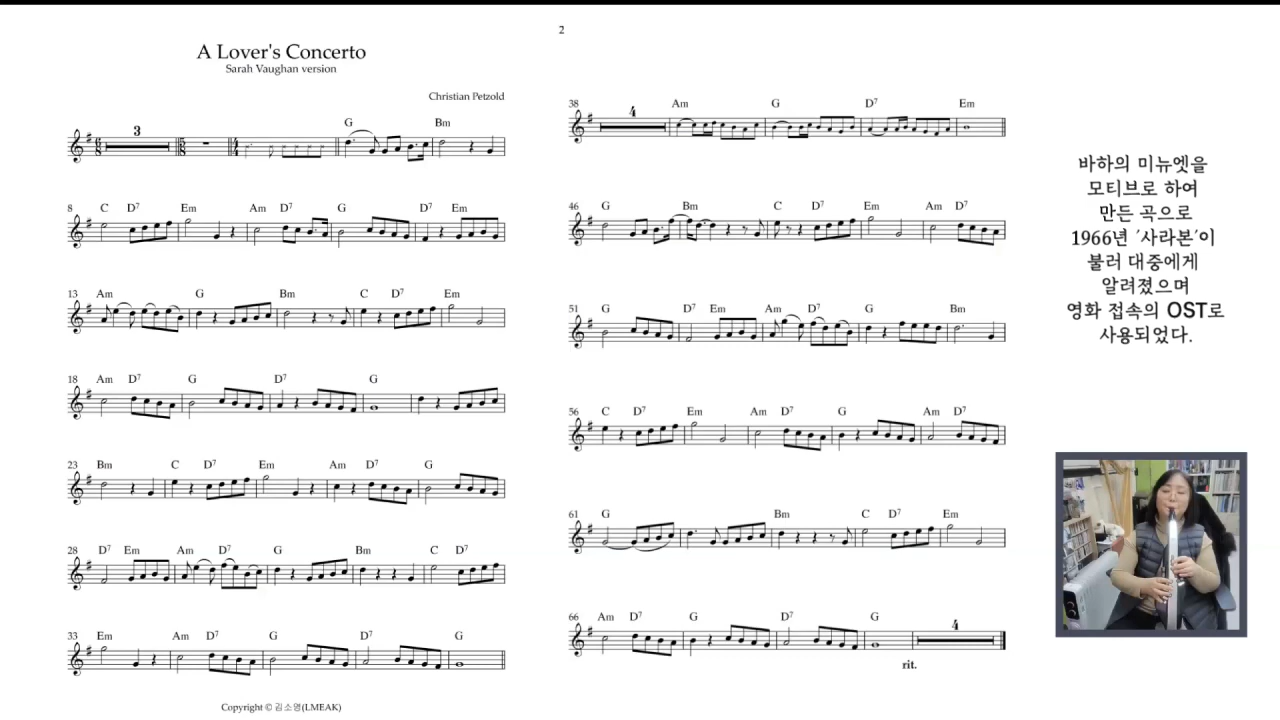 A Lover's Concerto
Sarah Vaughan version
Christian Petzold
3
G Bm
8
C D7 Em Am D7 G D7 Em
13
Am G Bm C D7 Em
18
Am D7 G D7 G
23
Bm C D7 Em Am D7 G
28
D7 Em Am D7 G Bm C D7
33
Em Am D7 G D7 G
Copyright © 김소영(LMEAK)
2
38
4 Am G D7 Em
46
G Bm C D7 Em Am D7
51
G D7 Em Am D7 G Bm
56
C D7 Em Am D7 G Am D7
61
G Bm C D7 Em
66
Am D7 G D7 G 4
rit.
바하의 미뉴엣을
모티브로 하여
만든 곡으로
1966년 '사라본'이
불러 대중에게
알려졌으며
영화 접속의 OST로
사용되었다.